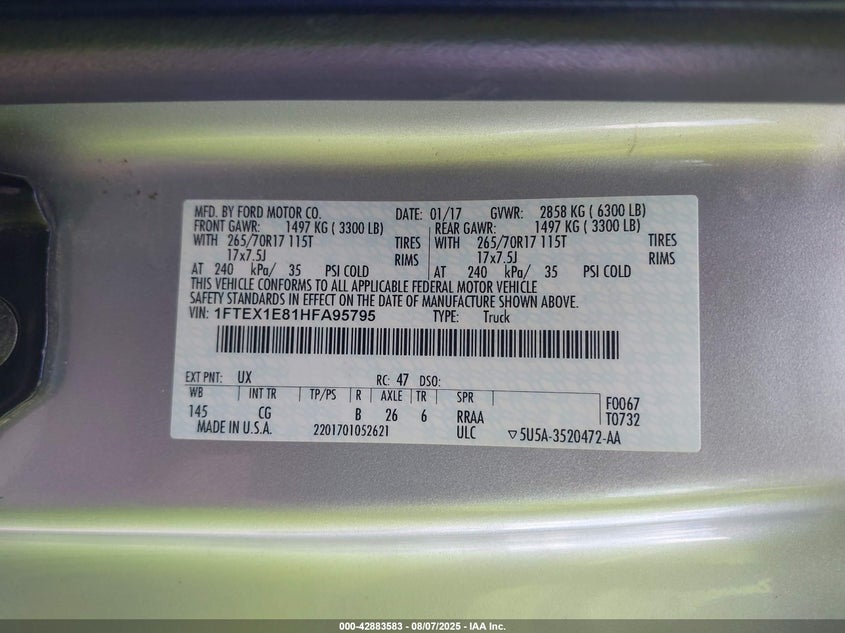 MFD. BY FORD MOTOR CO. DATE: 01/17 GVWR: 2858 KG ( 6300 LB)
FRONT GAWR: 1497 KG ( 3300 LB) REAR GAWR: 1497 KG ( 3300 LB)
WITH 265/70R17 115T TIRES WITH 265/70R17 115T TIRES
17x7.5J RIMS 17x7.5J RIMS
AT 240 kPa/ 35 PSI COLD AT 240 kPa/ 35 PSI COLD
THIS VEHICLE CONFORMS TO ALL APPLICABLE FEDERAL MOTOR VEHICLE
SAFETY STANDARDS IN EFFECT ON THE DATE OF MANUFACTURE SHOWN ABOVE.
VIN: 1FTEX1E81HFA95795 TYPE: Truck
EXT PNT: UX RC: 47 DSO:
WB INT TR TP/PS R AXLE TR SPR F0067
145 CG B 26 6 RRAA T0732
MADE IN U.S.A. 2201701052621 ULC ▽5U5A-3520472-AA
000-42883583 - 08/07/2025 - IAA Inc.